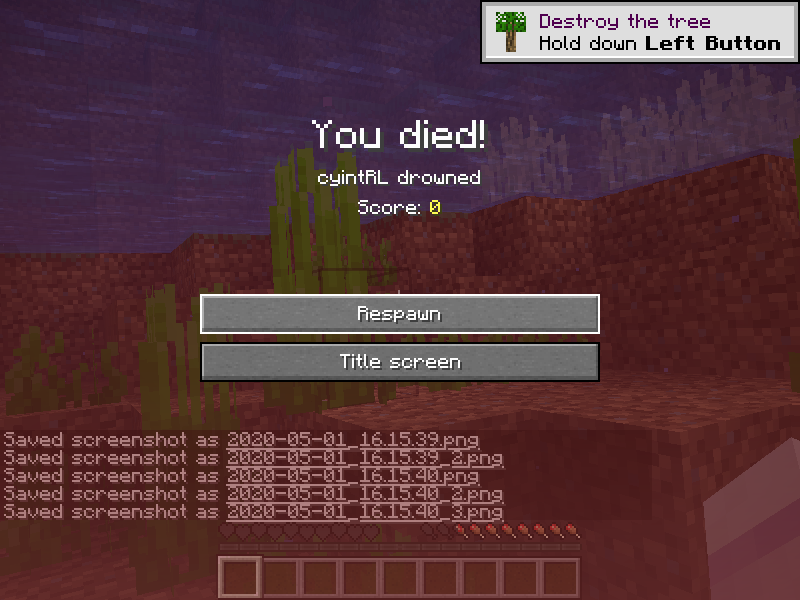 Destroy the tree
Hold down Left Button
You died!
cyintRL drowned
Score: 0
Respawn
Title screen
Saved screenshot as 2020-05-01_16.15.39.png
Saved screenshot as 2020-05-01_16.15.39_2.png
Saved screenshot as 2020-05-01_16.15.40.png
Saved screenshot as 2020-05-01_16.15.40_2.png
Saved screenshot as 2020-05-01_16.15.40_3.png